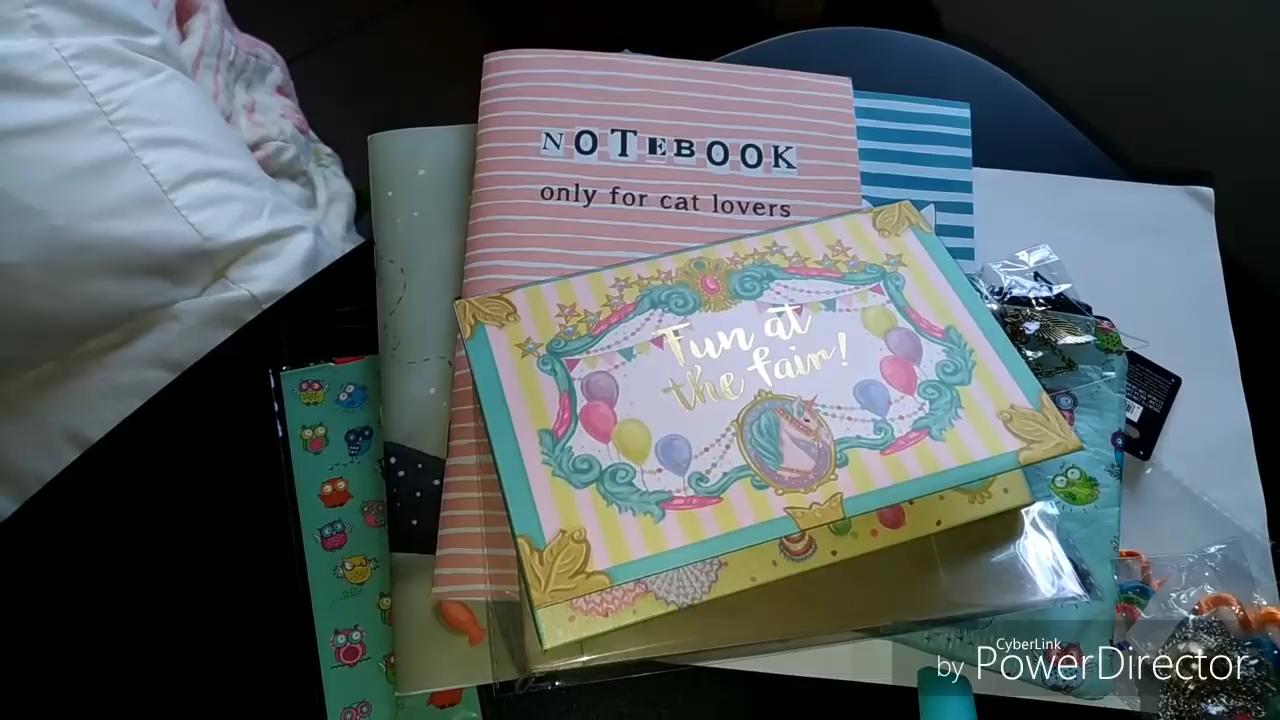 NOTEBOOK
only for cat lovers
Fun at
the fair!
CyberLink
by PowerDirector